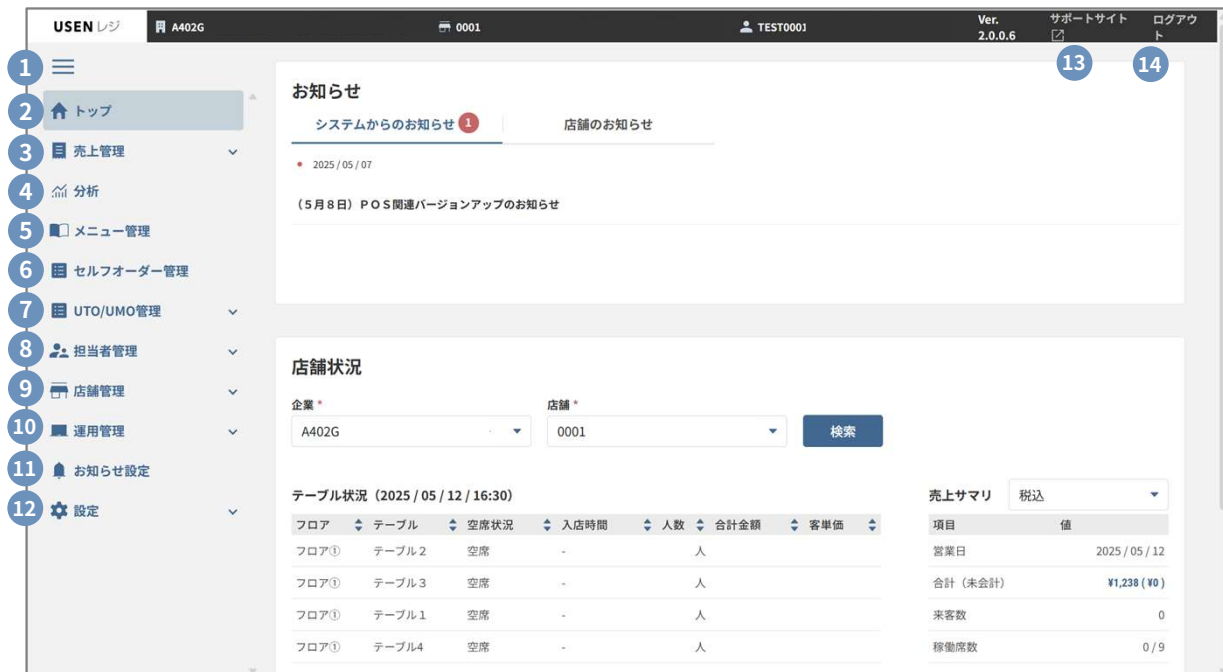 USEN レジ
A402G
0001
TEST0001
Ver.
2.0.0.6
サポートサイト
ログアウ
ト
13
14
1
2
トップ
3
売上管理
4
分析
5
メニュー管理
6
セルフオーダー管理
7
UTO/UMO管理
8
担当者管理
9
店舗管理
10
運用管理
11
お知らせ設定
12
設定
お知らせ
システムからのお知らせ 1
店舗のお知らせ
2025 / 05 / 07
(5月8日) POS関連バージョンアップのお知らせ
店舗状況
企業 *
店舗 *
A402G
0001
検索
テーブル状況(2025 / 05 / 12 / 16:30)
フロア テーブル 空席状況 入店時間 人数 合計金額 客単価
フロア① テーブル2 空席 - 人
フロア① テーブル3 空席 - 人
フロア① テーブル1 空席 - 人
フロア① テーブル4 空席 - 人
売上サマリ 税込
項目 値
営業日 2025 / 05 / 12
合計(未会計) ¥1,238 ( ¥0 )
来客数 0
稼働席数 0 / 9